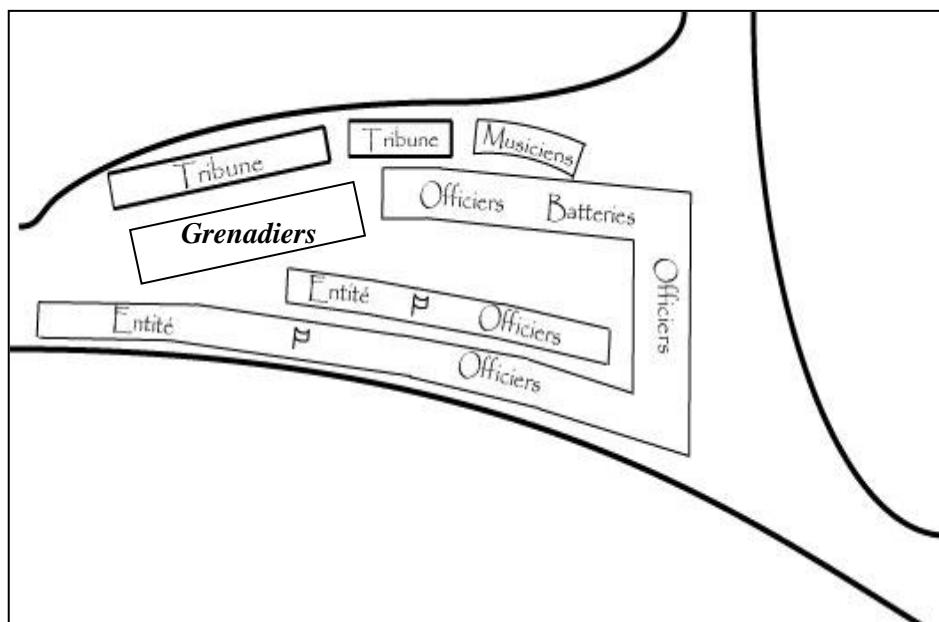 Tribune
Musiciens
Tribune
Officiers Batteries
Grenadiers
Officiers
Entité
Officiers
Entité
Officiers